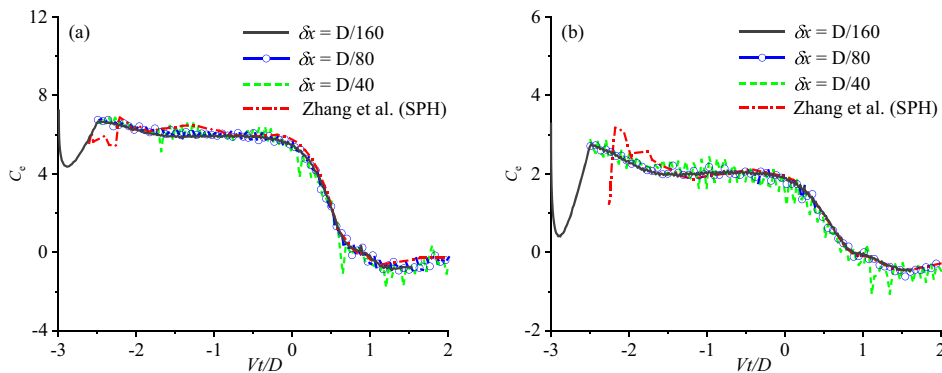 (a)
δx = D/160
δx = D/80
δx = D/40
Zhang et al. (SPH)
12
8
4
0
-4
Ce
-3
-2
-1
0
1
2
Vt/D
(b)
δx = D/160
δx = D/80
δx = D/40
Zhang et al. (SPH)
6
4
2
0
-2
Ce
-3
-2
-1
0
1
2
Vt/D